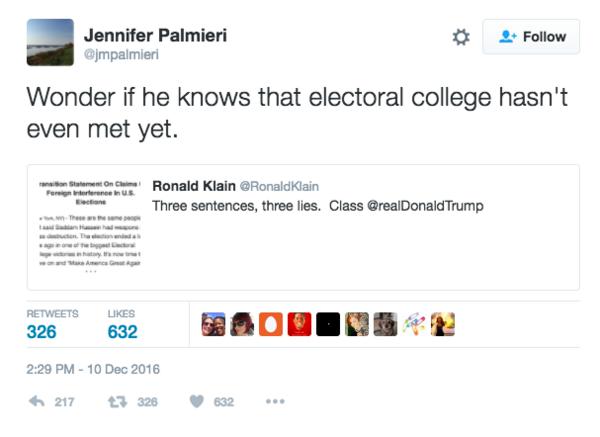 Jennifer Palmieri
@jmpalmieri
Follow
Wonder if he knows that electoral college hasn't
even met yet.
ransition Statement On Claims
Foreign Interference In U.S.
Elections
York, NY) - These are the same people
t said Saddam Hussein had weapons
ss destruction. The election ended a
e ago in one of the biggest Electoral
llege victories in history. It's now time t
ve on and "Make America Great Agair
Ronald Klain @RonaldKlain
Three sentences, three lies. Class @realDonaldTrump
RETWEETS LIKES
326 632
2:29 PM - 10 Dec 2016
217 326 632